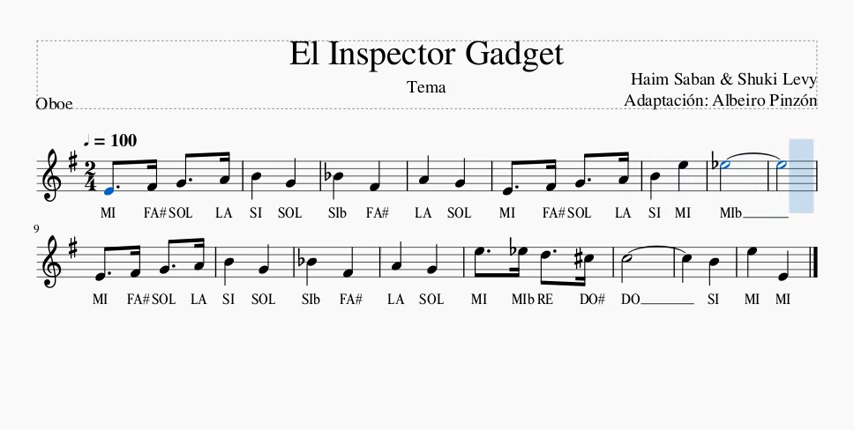 El Inspector Gadget
Tema
Haim Saban & Shuki Levy
Oboe
Adaptación: Albeiro Pinzón
♩ = 100
2
4
MI FA# SOL LA SI SOL SIb FA# LA SOL MI FA# SOL LA SI MI MIb
9
MI FA# SOL LA SI SOL SIb FA# LA SOL MI MIb RE DO# DO SI MI MI